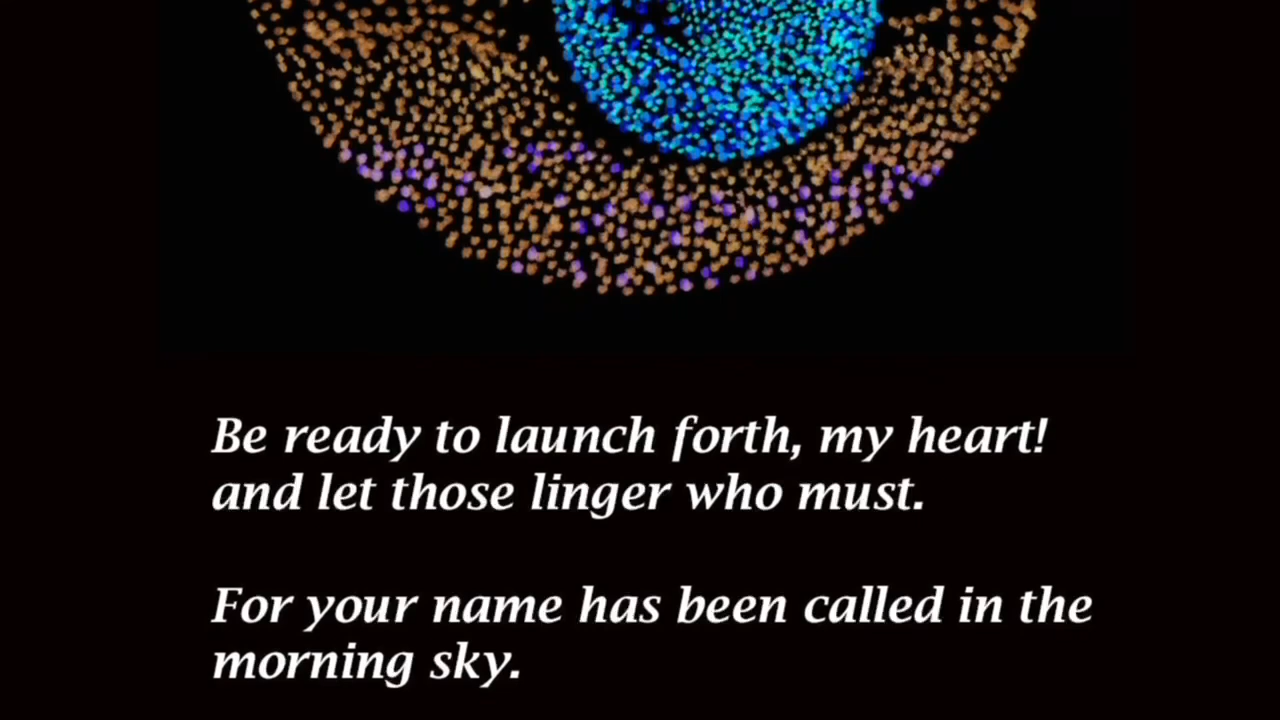 Be ready to launch forth, my heart!
and let those linger who must.
For your name has been called in the
morning sky.